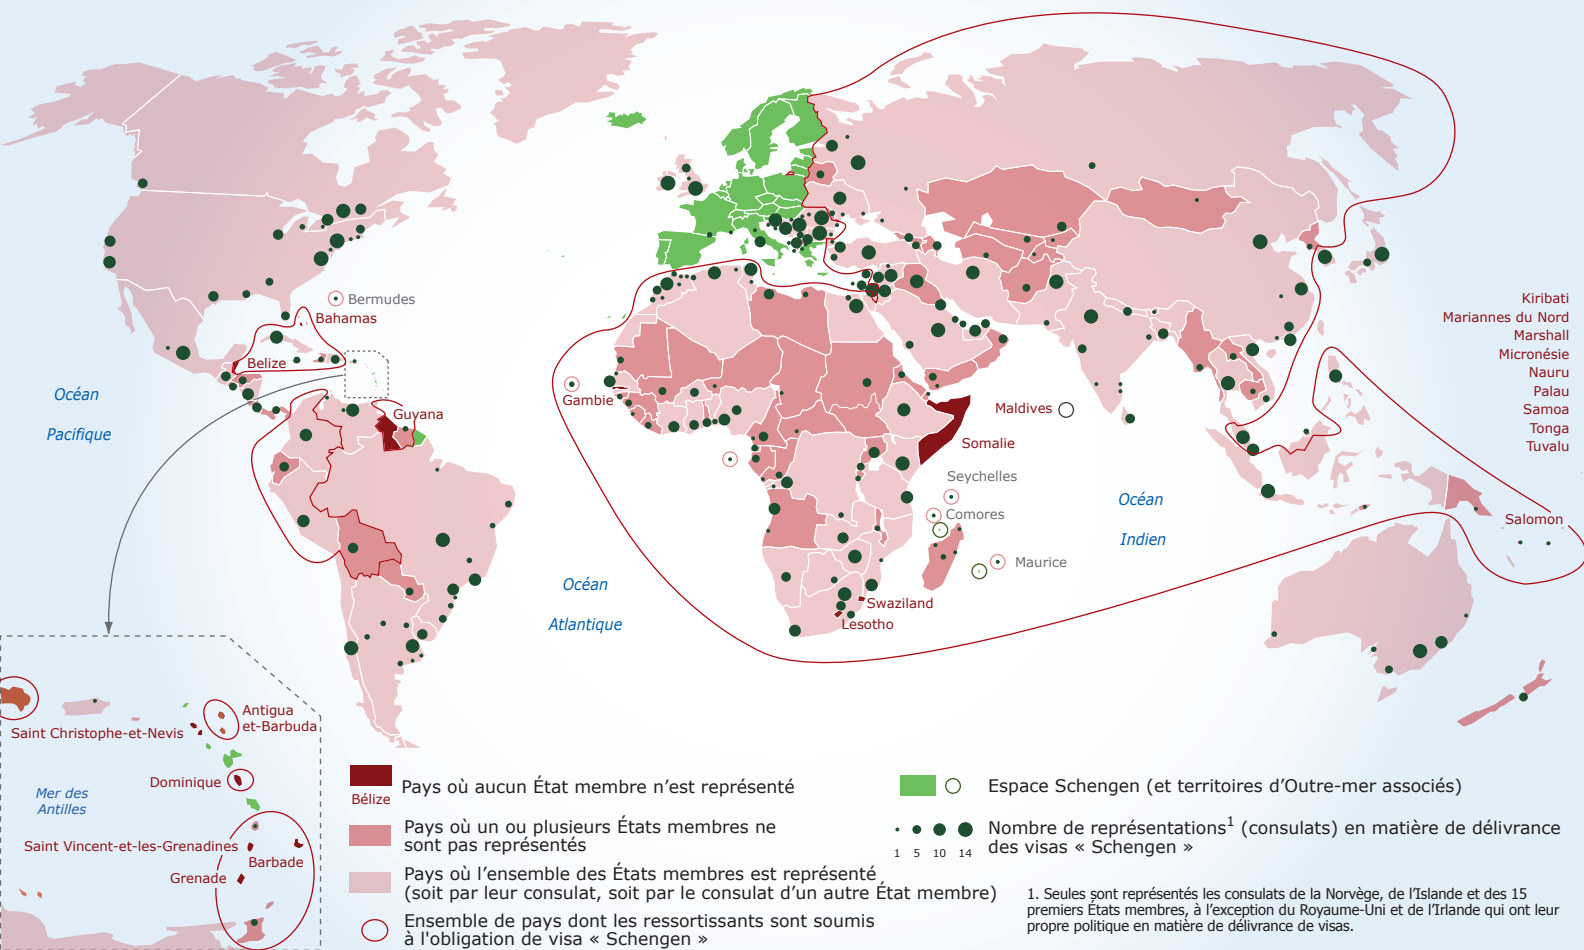 Bermudes
Bahamas
Belize
Océan
Pacifique
Guyana
Gambie
Maldives
Somalie
Seychelles
Comores
Maurice
Swaziland
Lesotho
Océan
Atlantique
Océan
Indien
Kiribati
Mariannes du Nord
Marshall
Micronésie
Nauru
Palau
Samoa
Tonga
Tuvalu
Salomon
Antigua
et-Barbuda
Saint Christophe-et-Nevis
Dominique
Mer des
Antilles
Saint Vincent-et-les-Grenadines
Barbade
Grenade
Bélize
Pays où aucun État membre n’est représenté
Pays où un ou plusieurs États membres ne
sont pas représentés
Pays où l’ensemble des États membres est représenté
(soit par leur consulat, soit par le consulat d’un autre État membre)
Ensemble de pays dont les ressortissants sont soumis
à l'obligation de visa « Schengen »
Espace Schengen (et territoires d’Outre-mer associés)
1 5 10 14
Nombre de représentations1 (consulats) en matière de délivrance
des visas « Schengen »
1. Seules sont représentés les consulats de la Norvège, de l’Islande et des 15
premiers États membres, à l’exception du Royaume-Uni et de l’Irlande qui ont leur
propre politique en matière de délivrance de visas.